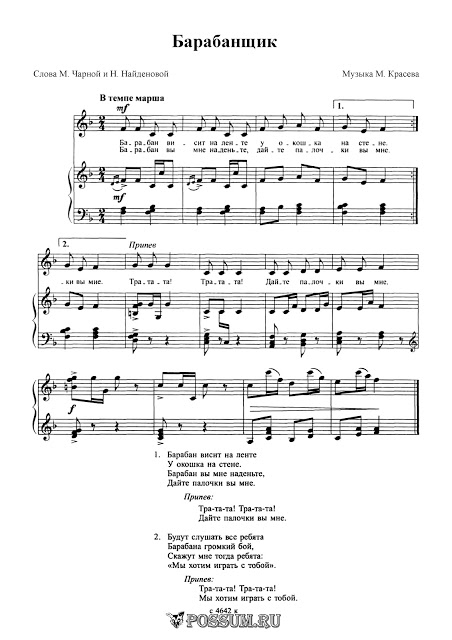 Барабанщик
Слова М. Чарной и Н. Найденовой
Музыка М. Красева
В темпе марша
mf
1.
Ба-ра-бан ви-сит на лен-те у о-кош-ка на сте-не.
Ба-ра-бан вы мне на-день-те, дай-те па-лоч-ки вы мне.
mf
2.
Припев
ки вы мне. Тра-та-та! Тра-та-та! Дай-те па-лоч-ки вы мне.
f
1. Барабан висит на ленте
У окошка на стене.
Барабан вы мне наденьте,
Дайте палочки вы мне.
Припев:
Тра-та-та! Тра-та-та!
Дайте палочки вы мне.
2. Будут слушать все ребята
Барабана громкий бой,
Скажут мне тогда ребята:
«Мы хотим играть с тобой».
Припев:
Тра-та-та! Тра-та-та!
Мы хотим играть с тобой.
с 4642 к
POSSUM.RU